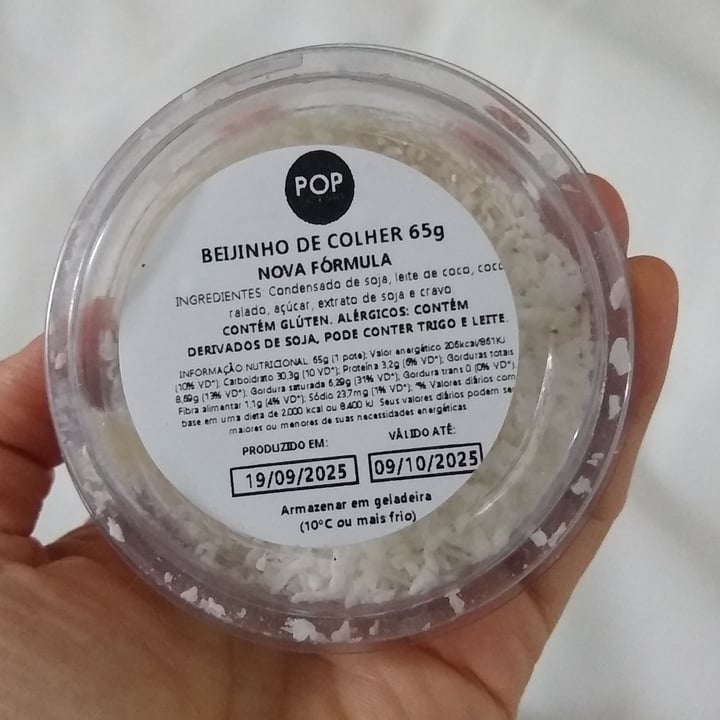 POP
BEIJINHO DE COLHER 65g
NOVA FÓRMULA
INGREDIENTES: Condensado de soja, leite de coco, coco
ralado, açúcar, extrato de soja e cravo
CONTÉM GLÚTEN. ALÉRGICOS: CONTÉM
DERIVADOS DE SOJA, PODE CONTER TRIGO E LEITE.
INFORMAÇÃO NUTRICIONAL: 65g (1 pote); Valor energético 206kcal/861KJ
(10% VD*); Carboidrato 30,3g (10 VD*); Proteína 3,2g (6% VD*); Gorduras totais
8,69g (13% VD*); Gordura saturada 6,29g (31% VD*); Gordura trans 0 (0% VD*);
Fibra alimentar 1,1g (4% VD*); Sódio 23,7mg (1% VD*); *% Valores diários com
base em uma dieta de 2.000 kcal ou 8.400 kJ. Seus valores diários podem ser
maiores ou menores de suas necessidades energéticas
PRODUZIDO EM: VÁLIDO ATÉ:
19/09/2025 09/10/2025
Armazenar em geladeira
(10°C ou mais frio)